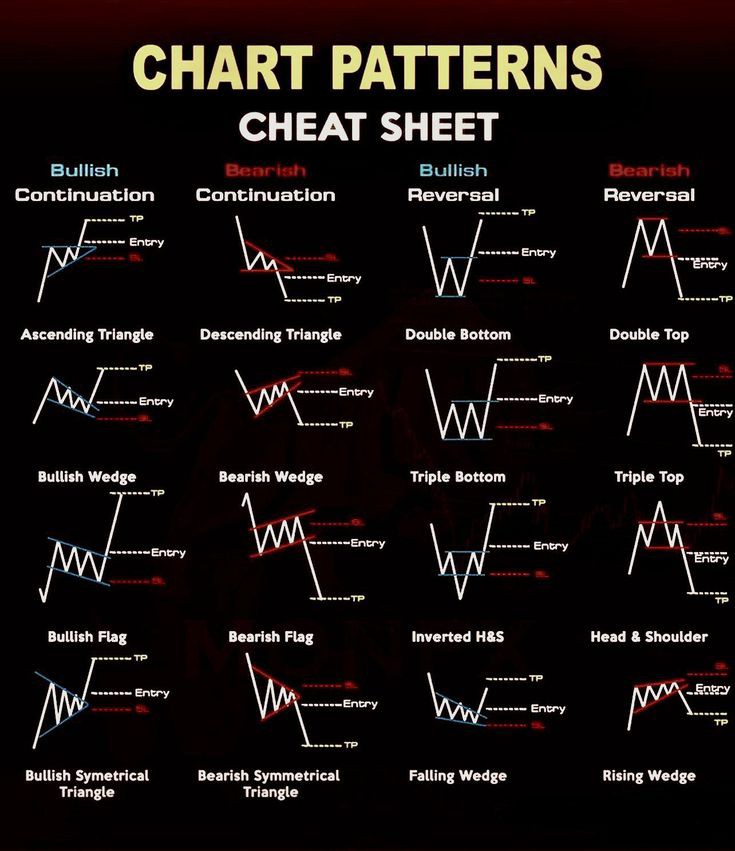 CHART PATTERNS
CHEAT SHEET
Bullish
Continuation
Bearish
Continuation
Bullish
Reversal
Bearish
Reversal
TP
Entry
SL
Ascending Triangle
SL
Entry
TP
Descending Triangle
TP
Entry
SL
Double Bottom
SL
Entry
TP
Double Top
TP
Entry
SL
Bullish Wedge
SL
Entry
TP
Bearish Wedge
TP
Entry
SL
Triple Bottom
SL
Entry
TP
Triple Top
TP
Entry
SL
Bullish Flag
SL
Entry
TP
Bearish Flag
TP
Entry
SL
Inverted H&S
SL
Entry
TP
Head & Shoulder
TP
Entry
SL
Bullish Symetrical
Triangle
SL
Entry
TP
Bearish Symmetrical
Triangle
TP
Entry
SL
Falling Wedge
SL
Entry
TP
Rising Wedge